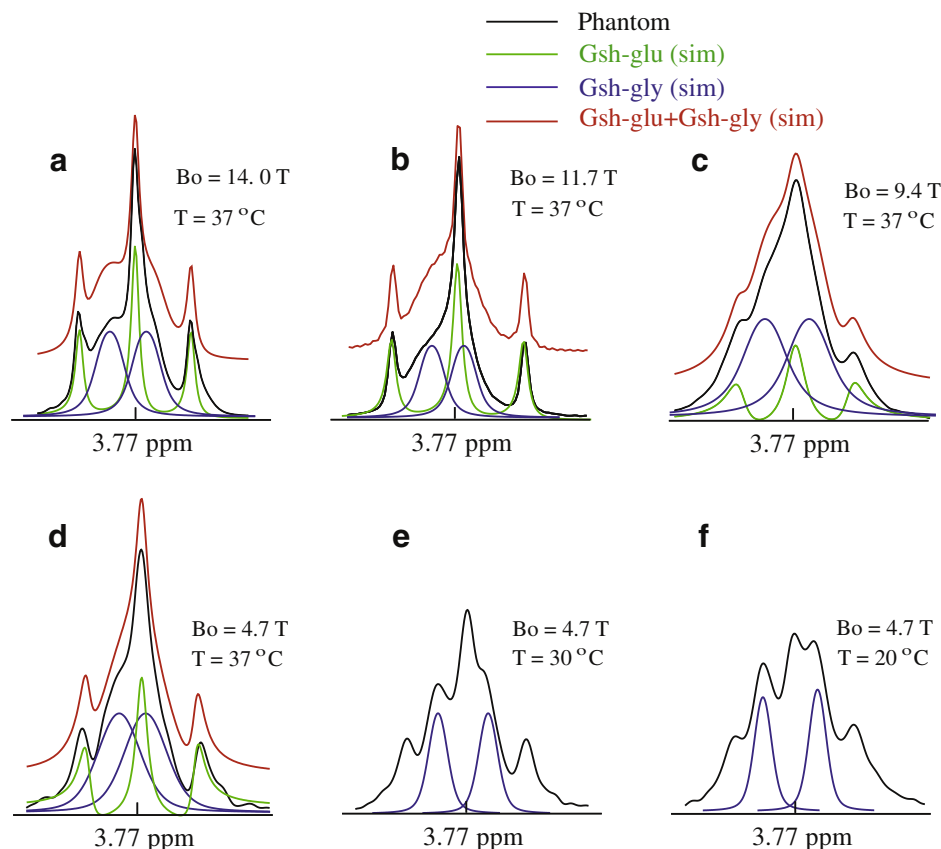 Phantom
Gsh-glu (sim)
Gsh-gly (sim)
Gsh-glu+Gsh-gly (sim)
a
Bo = 14. 0 T
T = 37 °C
3.77 ppm
b
Bo = 11.7 T
T = 37 °C
3.77 ppm
c
Bo = 9.4 T
T = 37 °C
3.77 ppm
d
Bo = 4.7 T
T = 37 °C
3.77 ppm
e
Bo = 4.7 T
T = 30 °C
3.77 ppm
f
Bo = 4.7 T
T = 20 °C
3.77 ppm